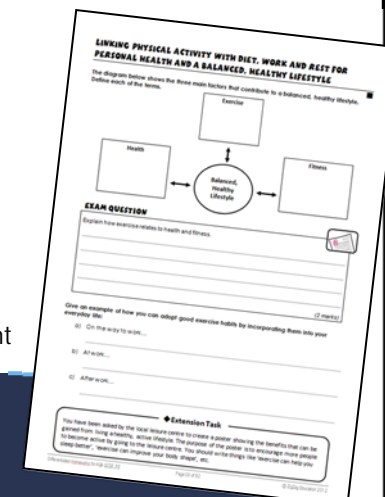 LINKING PHYSICAL ACTIVITY WITH DIET, WORK AND REST FOR
PERSONAL HEALTH AND A BALANCED, HEALTHY LIFESTYLE
The diagram below shows the three main factors that contribute to a balanced, healthy lifestyle.
Define each of the terms.
Exercise
Health
Fitness
Balanced,
Healthy
Lifestyle
EXAM QUESTION
Explain how exercise relates to health and fitness.
(2 marks)
Give an example of how you can adopt good exercise habits by incorporating them into your
everyday life:
a) On the way to work...
b) At work...
c) After work...
nt
Extension Task
You have been asked by the local leisure centre to create a poster showing the benefits that can be
gained from living a healthy, active lifestyle. The purpose of the poster is to encourage more people
to become active by going to the leisure centre. You should write things like 'exercise can help you
sleep better', 'exercise can improve your body shape', etc.